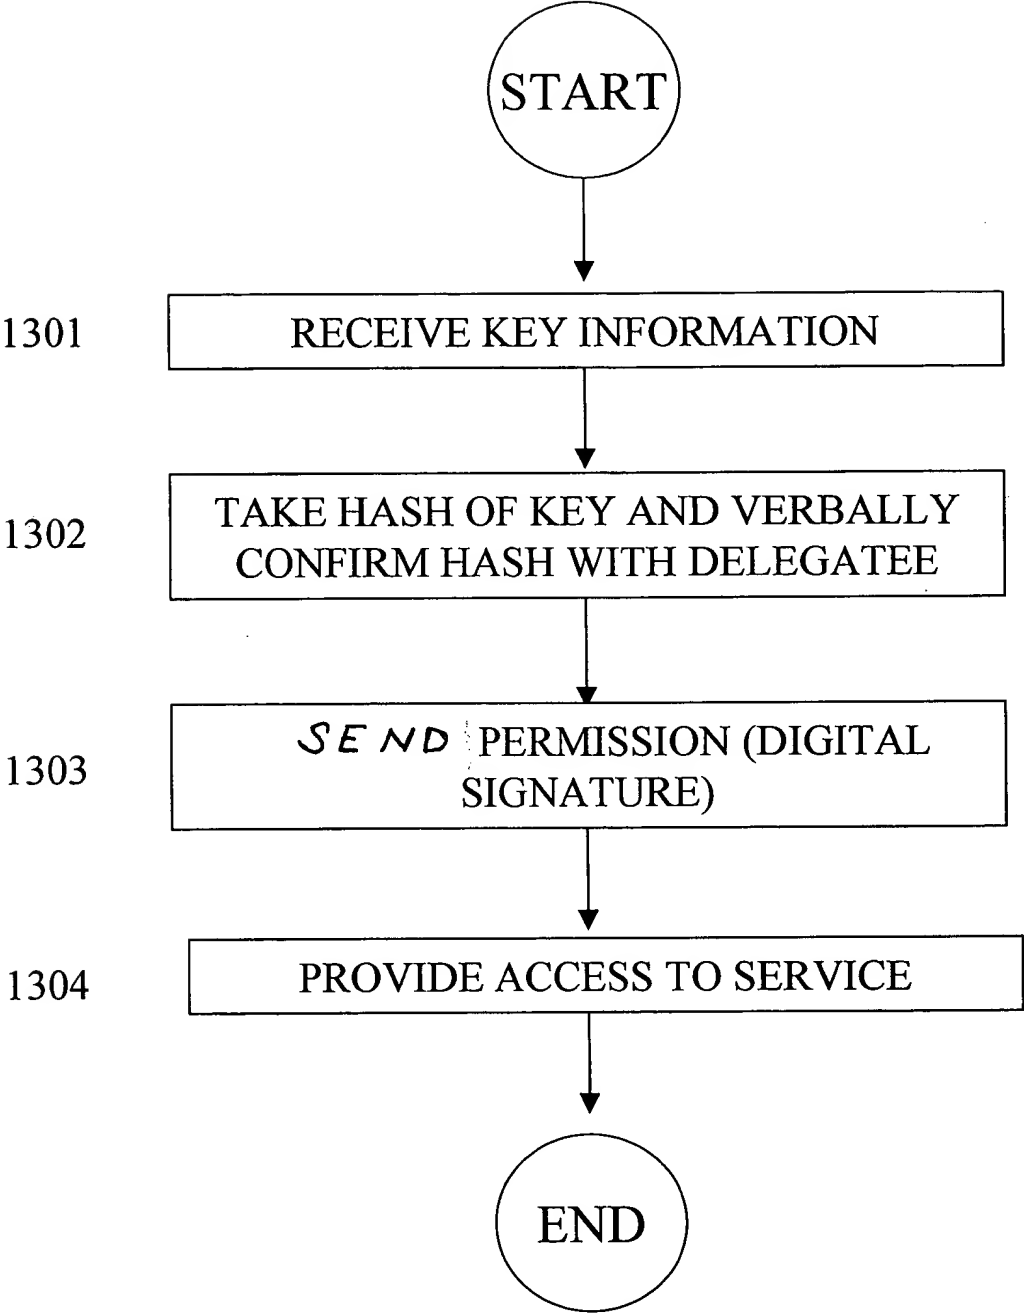 START
1301
RECEIVE KEY INFORMATION
1302
TAKE HASH OF KEY AND VERBALLY
CONFIRM HASH WITH DELEGATEE
1303
SEND PERMISSION (DIGITAL
SIGNATURE)
1304
PROVIDE ACCESS TO SERVICE
END